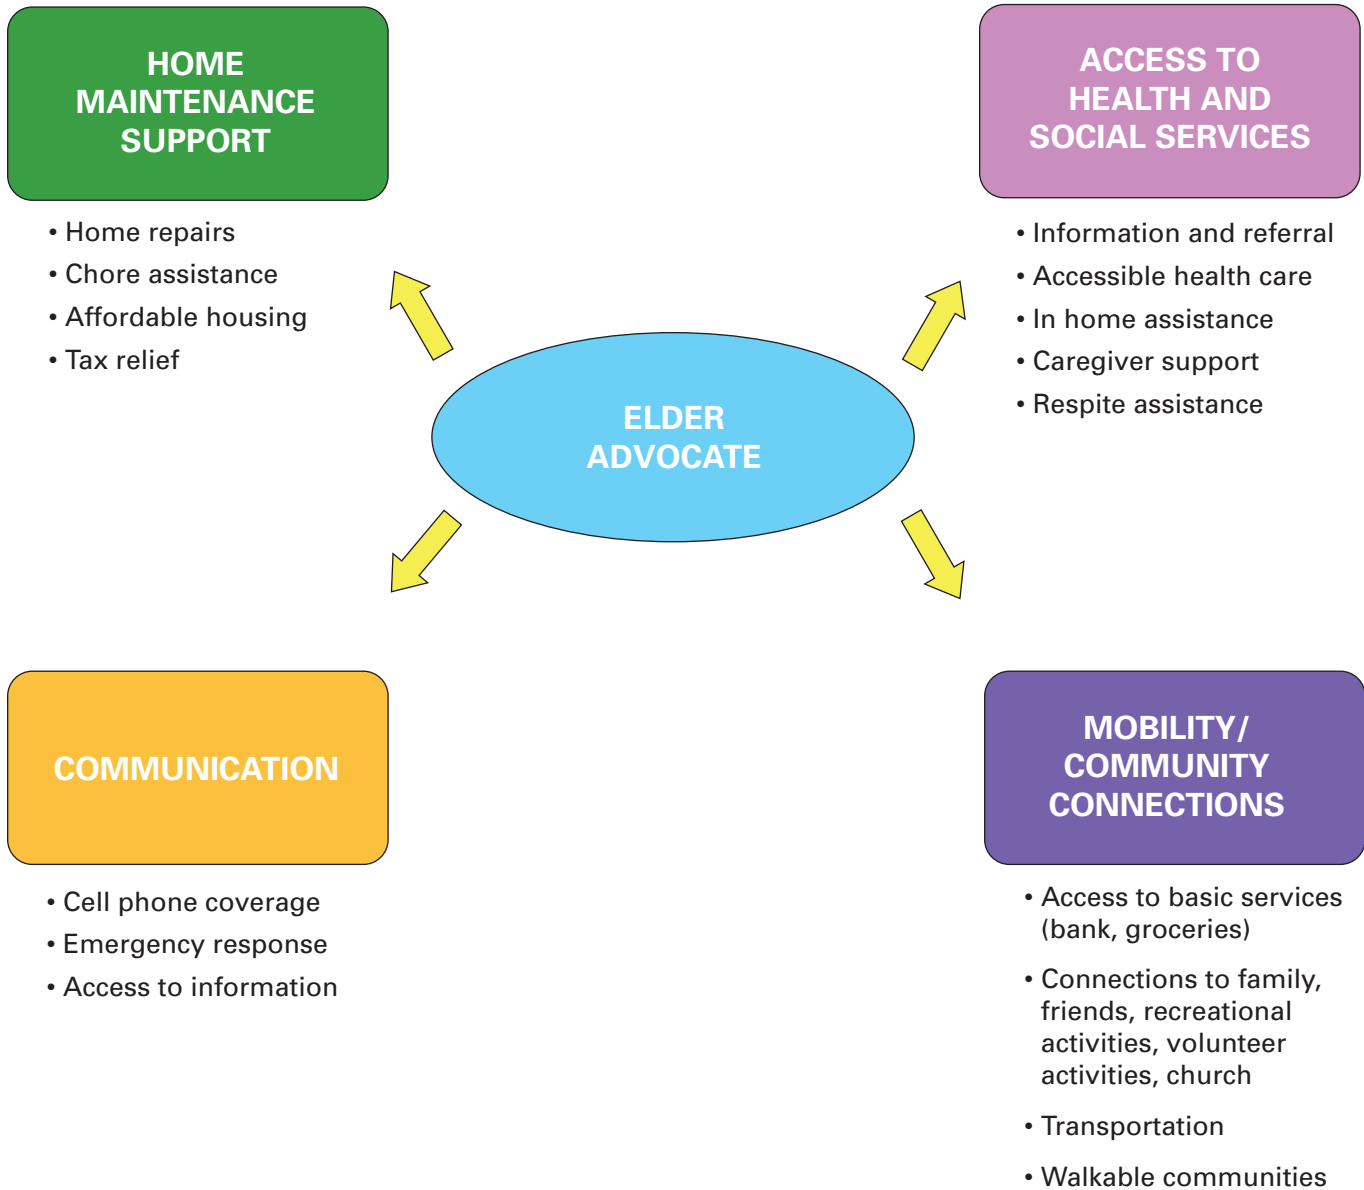 HOME
MAINTENANCE
SUPPORT
• Home repairs
• Chore assistance
• Affordable housing
• Tax relief
ACCESS TO
HEALTH AND
SOCIAL SERVICES
• Information and referral
• Accessible health care
• In home assistance
• Caregiver support
• Respite assistance
ELDER
ADVOCATE
COMMUNICATION
• Cell phone coverage
• Emergency response
• Access to information
MOBILITY/
COMMUNITY
CONNECTIONS
• Access to basic services
(bank, groceries)
• Connections to family,
friends, recreational
activities, volunteer
activities, church
• Transportation
• Walkable communities